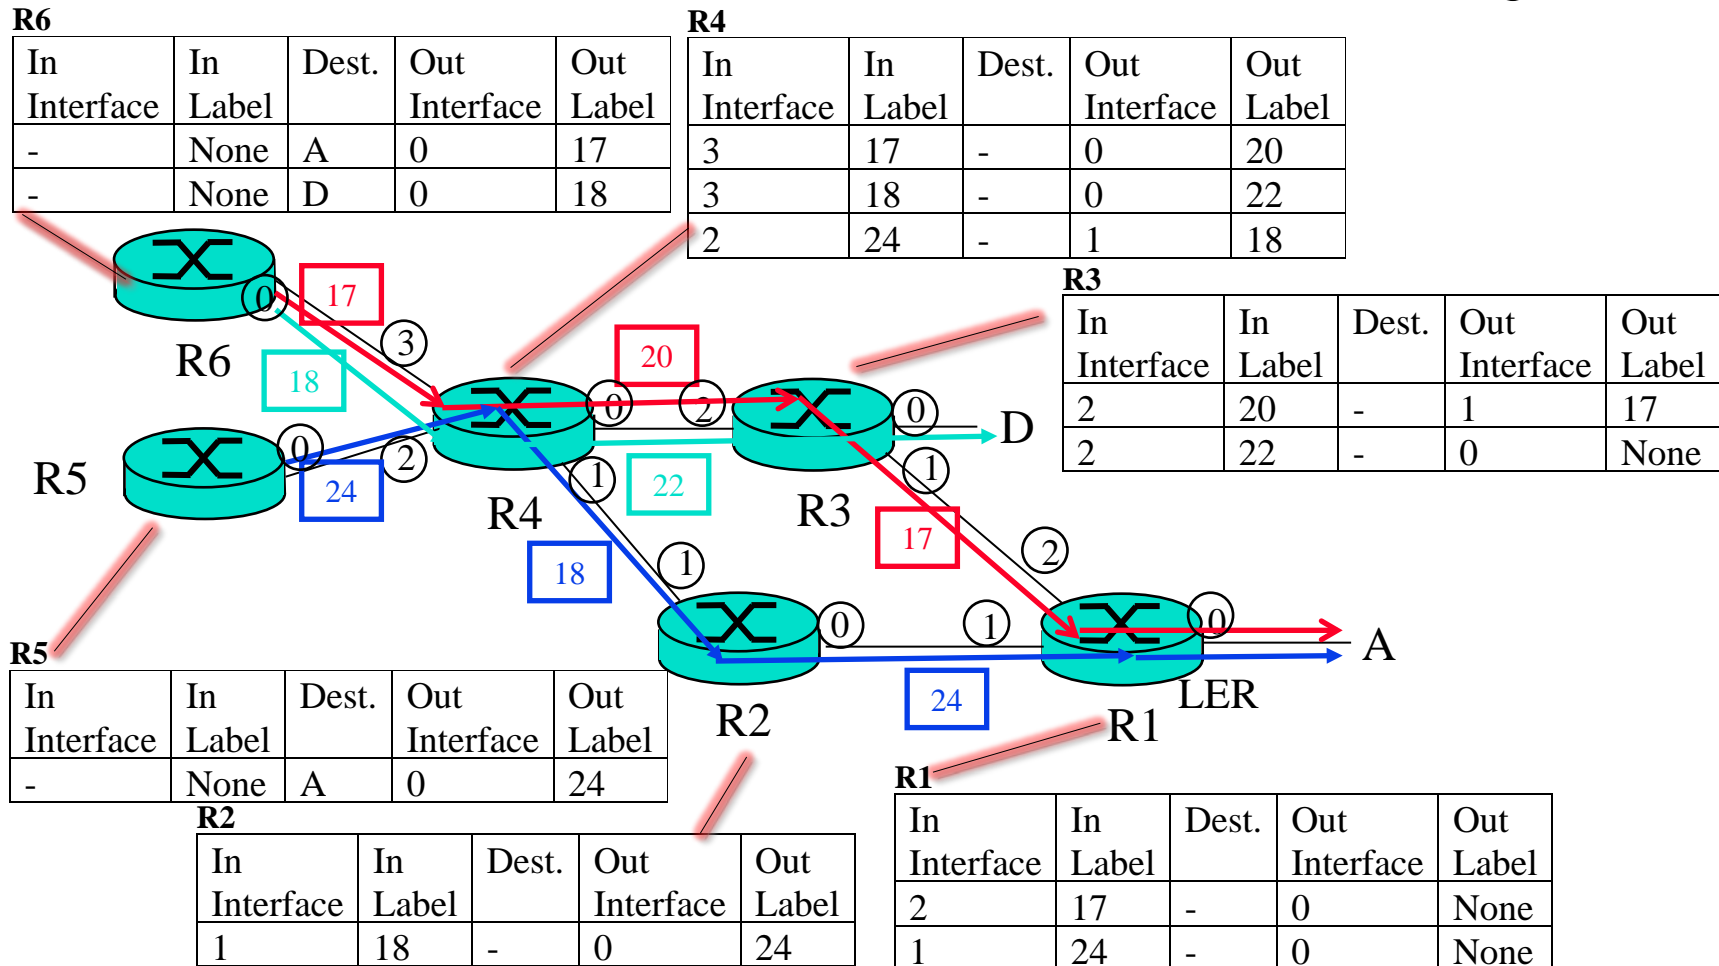 R6
In In Dest. Out Out
Interface Label Interface Label
- None A 0 17
- None D 0 18
R4
In In Dest. Out Out
Interface Label Interface Label
3 17 - 0 20
3 18 - 0 22
2 24 - 1 18
R3
In In Dest. Out Out
Interface Label Interface Label
2 20 - 1 17
2 22 - 0 None
0 17
3
R6
18
20
0 2 0
D
R5
0 2
24
R4
1
22
R3
1
17
18
1
2
0
1
0
A
24
LER
R2
R1
R5
In In Dest. Out Out
Interface Label Interface Label
- None A 0 24
R2
In In Dest. Out Out
Interface Label Interface Label
1 18 - 0 24
R1
In In Dest. Out Out
Interface Label Interface Label
2 17 - 0 None
1 24 - 0 None